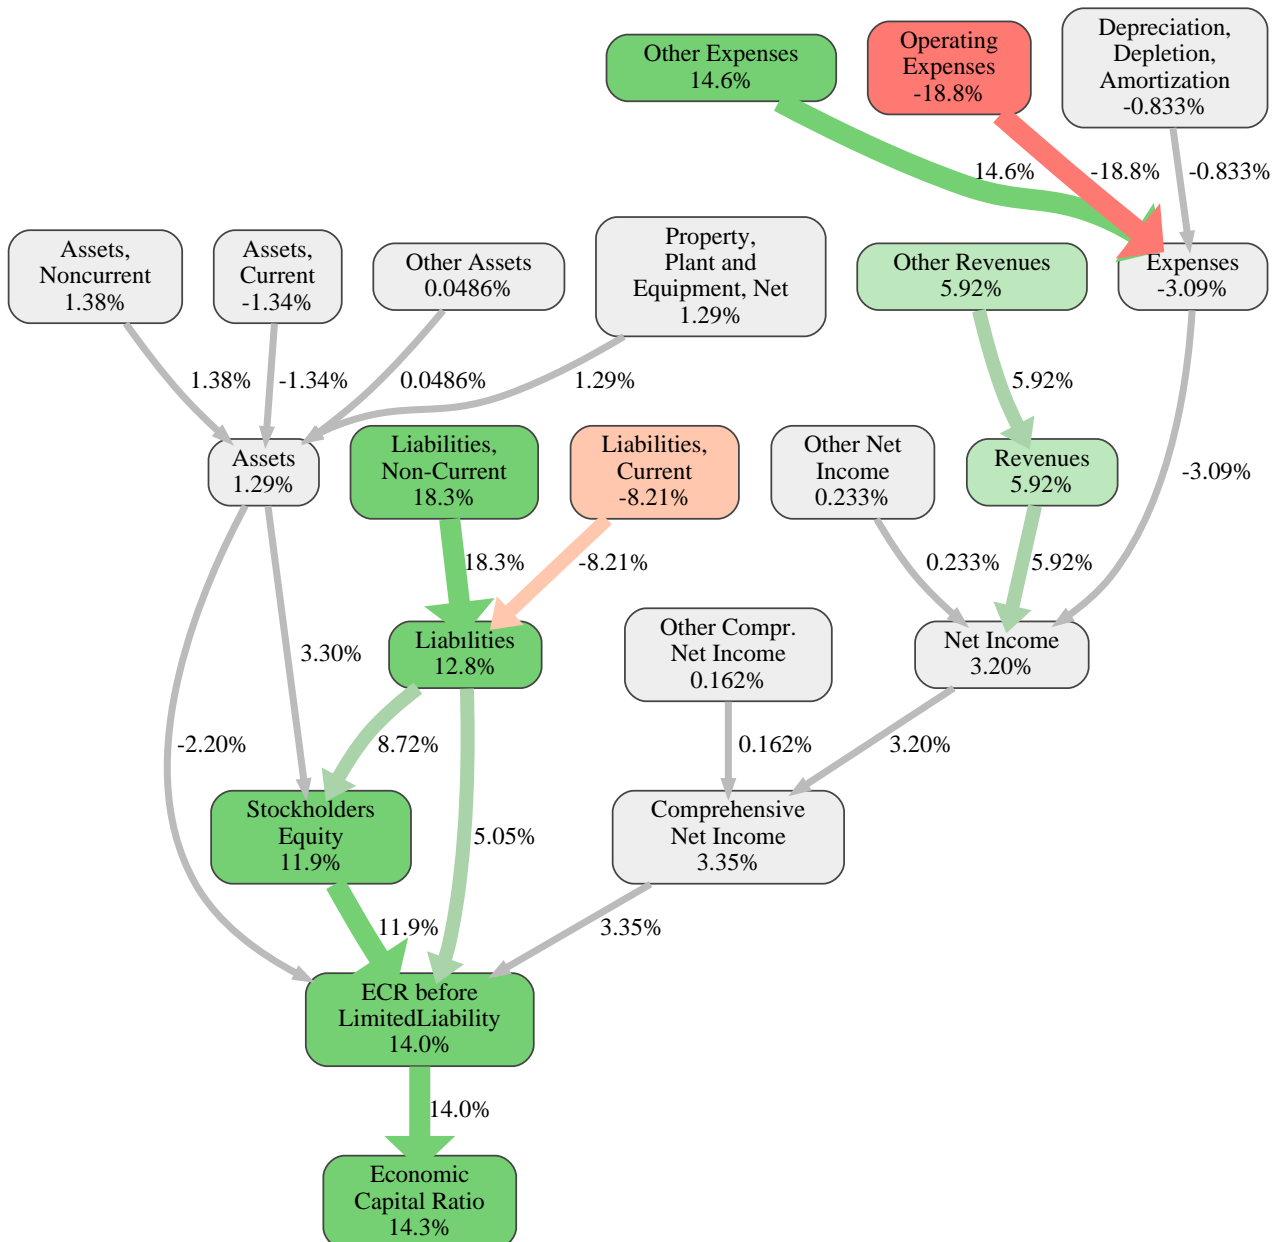 Other Expenses
14.6%
Operating
Expenses
-18.8%
Depreciation,
Depletion,
Amortization
-0.833%
14.6%
-18.8%
-0.833%
Assets,
Noncurrent
1.38%
Assets,
Current
-1.34%
Other Assets
0.0486%
Property,
Plant and
Equipment, Net
1.29%
Other Revenues
5.92%
Expenses
-3.09%
1.38%
-1.34%
0.0486%
1.29%
5.92%
Assets
1.29%
Liabilities,
Non-Current
18.3%
Liabilities,
Current
-8.21%
Other Net
Income
0.233%
Revenues
5.92%
-3.09%
18.3%
-8.21%
0.233%
5.92%
3.30%
Liabilities
12.8%
Other Compr.
Net Income
0.162%
Net Income
3.20%
-2.20%
8.72%
0.162%
3.20%
Stockholders
Equity
11.9%
5.05%
Comprehensive
Net Income
3.35%
11.9%
3.35%
ECR before
LimitedLiability
14.0%
14.0%
Economic
Capital Ratio
14.3%